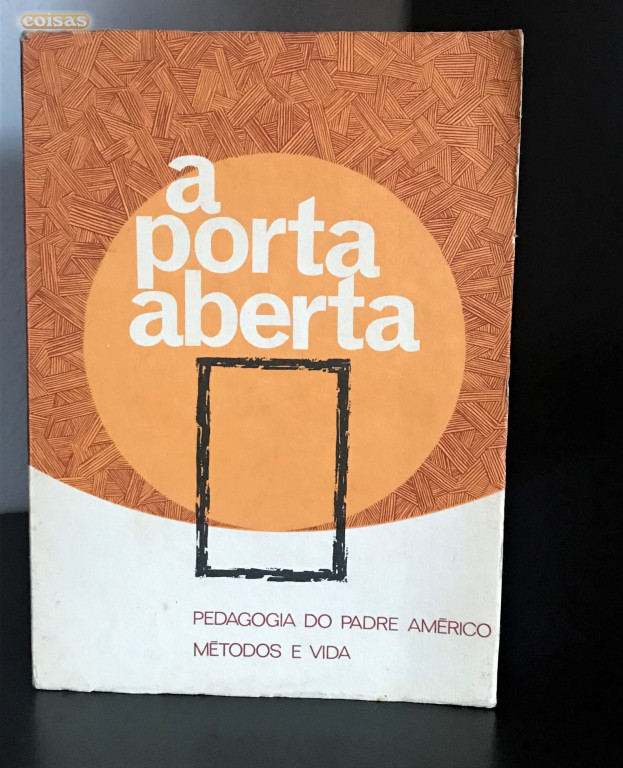 coisas
a
porta
aberta
PEDAGOGIA DO PADRE AMÉRICO
MÉTODOS E VIDA